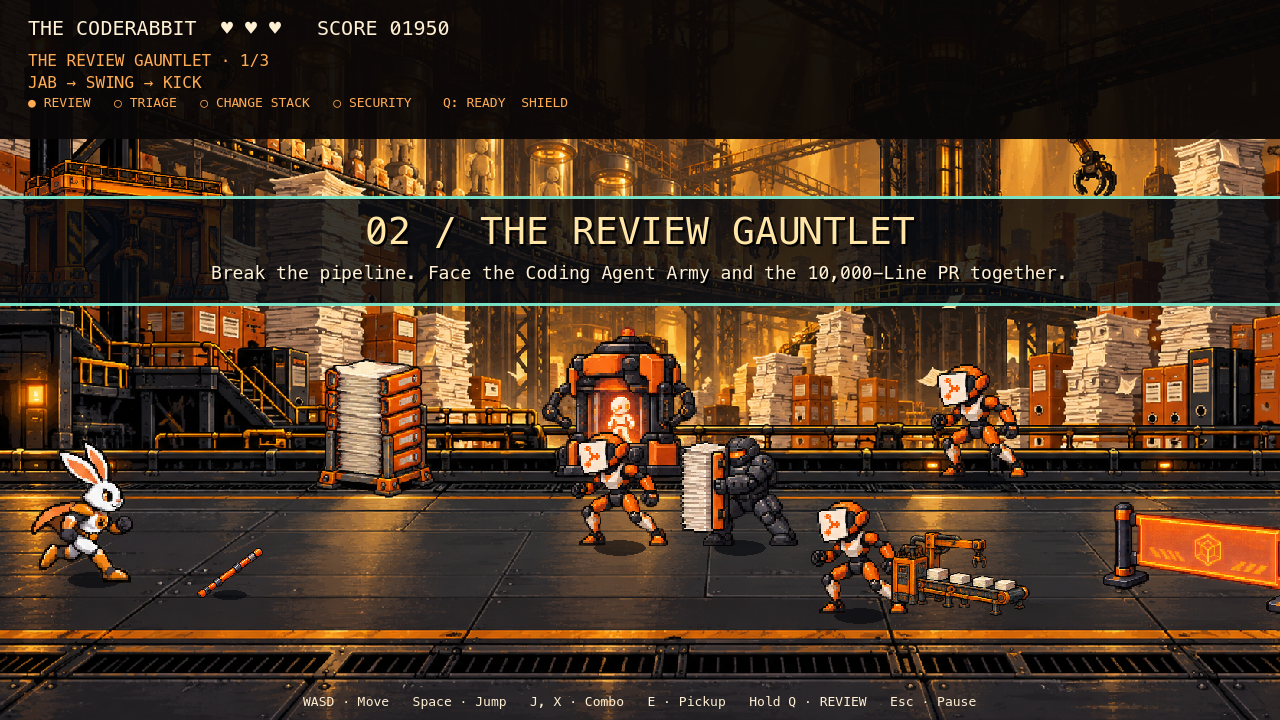 THE CODERABBIT ♥ ♥ ♥ SCORE 01950
THE REVIEW GAUNTLET · 1/3
JAB → SWING → KICK
● REVIEW ○ TRIAGE ○ CHANGE STACK ○ SECURITY Q: READY SHIELD
02 / THE REVIEW GAUNTLET
Break the pipeline. Face the Coding Agent Army and the 10,000–Line PR together.
WASD · Move Space · Jump J, X · Combo E · Pickup Hold Q · REVIEW Esc · Pause